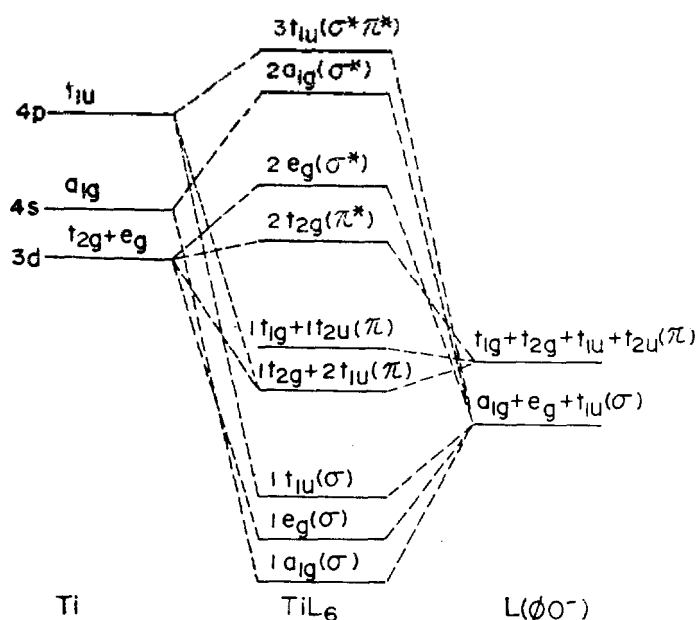 3t₁ᵤ(σ*π*)
2a₁g(σ*)
4p t₁ᵤ
2eg(σ*)
4s a₁g
2t₂g(π*)
3d t₂g+eg
1t₁g+1t₂ᵤ(π)
t₁g+t₂g+t₁ᵤ+t₂ᵤ(π)
1t₂g+2t₁ᵤ(π)
a₁g+eg+t₁ᵤ(σ)
1t₁ᵤ(σ)
1eg(σ)
1a₁g(σ)
Ti TiL₆ L(ϕO⁻)